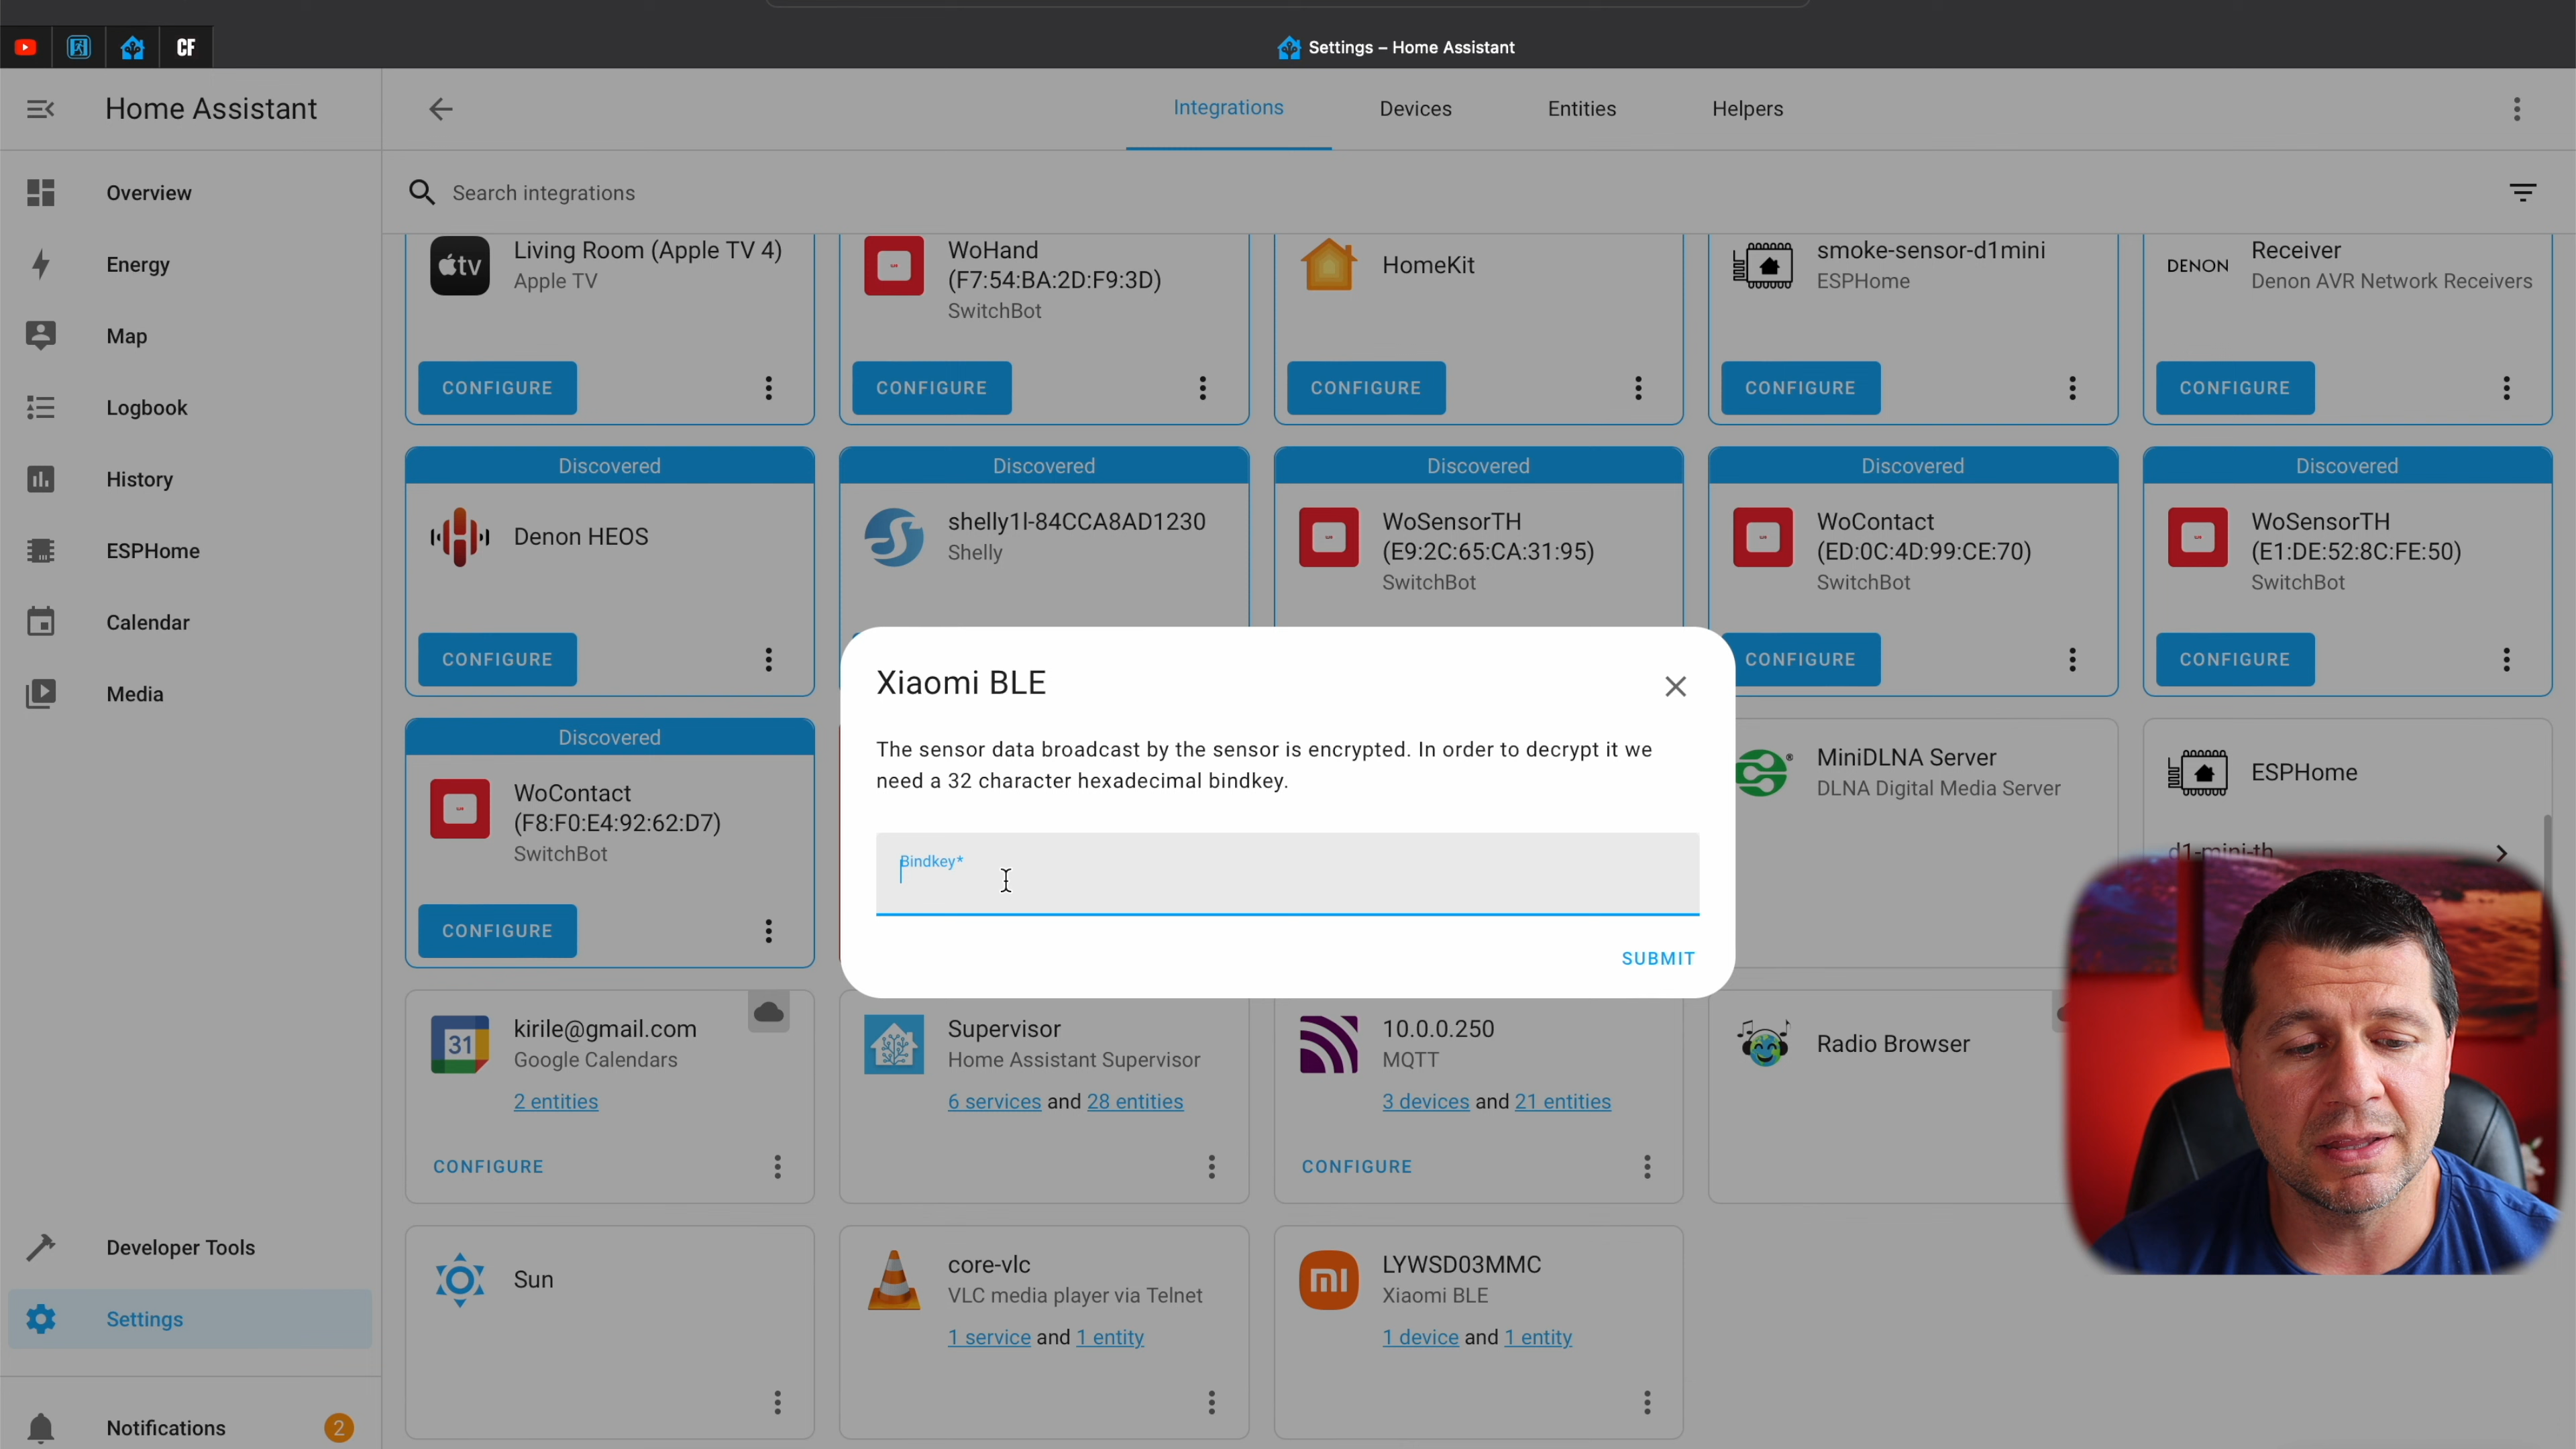 CF
Settings – Home Assistant
Home Assistant
Integrations
Devices
Entities
Helpers
Overview
Energy
Map
Logbook
History
ESPHome
Calendar
Media
Developer Tools
Settings
Notifications
2
Search integrations
tv
Living Room (Apple TV 4)
Apple TV
CONFIGURE
WoHand
(F7:54:BA:2D:F9:3D)
SwitchBot
CONFIGURE
HomeKit
CONFIGURE
smoke-sensor-d1mini
ESPHome
CONFIGURE
DENON
Receiver
Denon AVR Network Receivers
CONFIGURE
Discovered
Denon HEOS
CONFIGURE
Discovered
shelly1l-84CCA8AD1230
Shelly
Discovered
WoSensorTH
(E9:2C:65:CA:31:95)
SwitchBot
Discovered
WoContact
(ED:0C:4D:99:CE:70)
SwitchBot
CONFIGURE
Discovered
WoSensorTH
(E1:DE:52:8C:FE:50)
SwitchBot
CONFIGURE
Discovered
WoContact
(F8:F0:E4:92:62:D7)
SwitchBot
CONFIGURE
Xiaomi BLE
The sensor data broadcast by the sensor is encrypted. In order to decrypt it we
need a 32 character hexadecimal bindkey.
Bindkey*
SUBMIT
MiniDLNA Server
DLNA Digital Media Server
ESPHome
d1-mini-th
31
kirile@gmail.com
Google Calendars
2 entities
CONFIGURE
Supervisor
Home Assistant Supervisor
6 services and 28 entities
10.0.0.250
MQTT
3 devices and 21 entities
CONFIGURE
Radio Browser
Sun
core-vlc
VLC media player via Telnet
1 service and 1 entity
mi
LYWSD03MMC
Xiaomi BLE
1 device and 1 entity